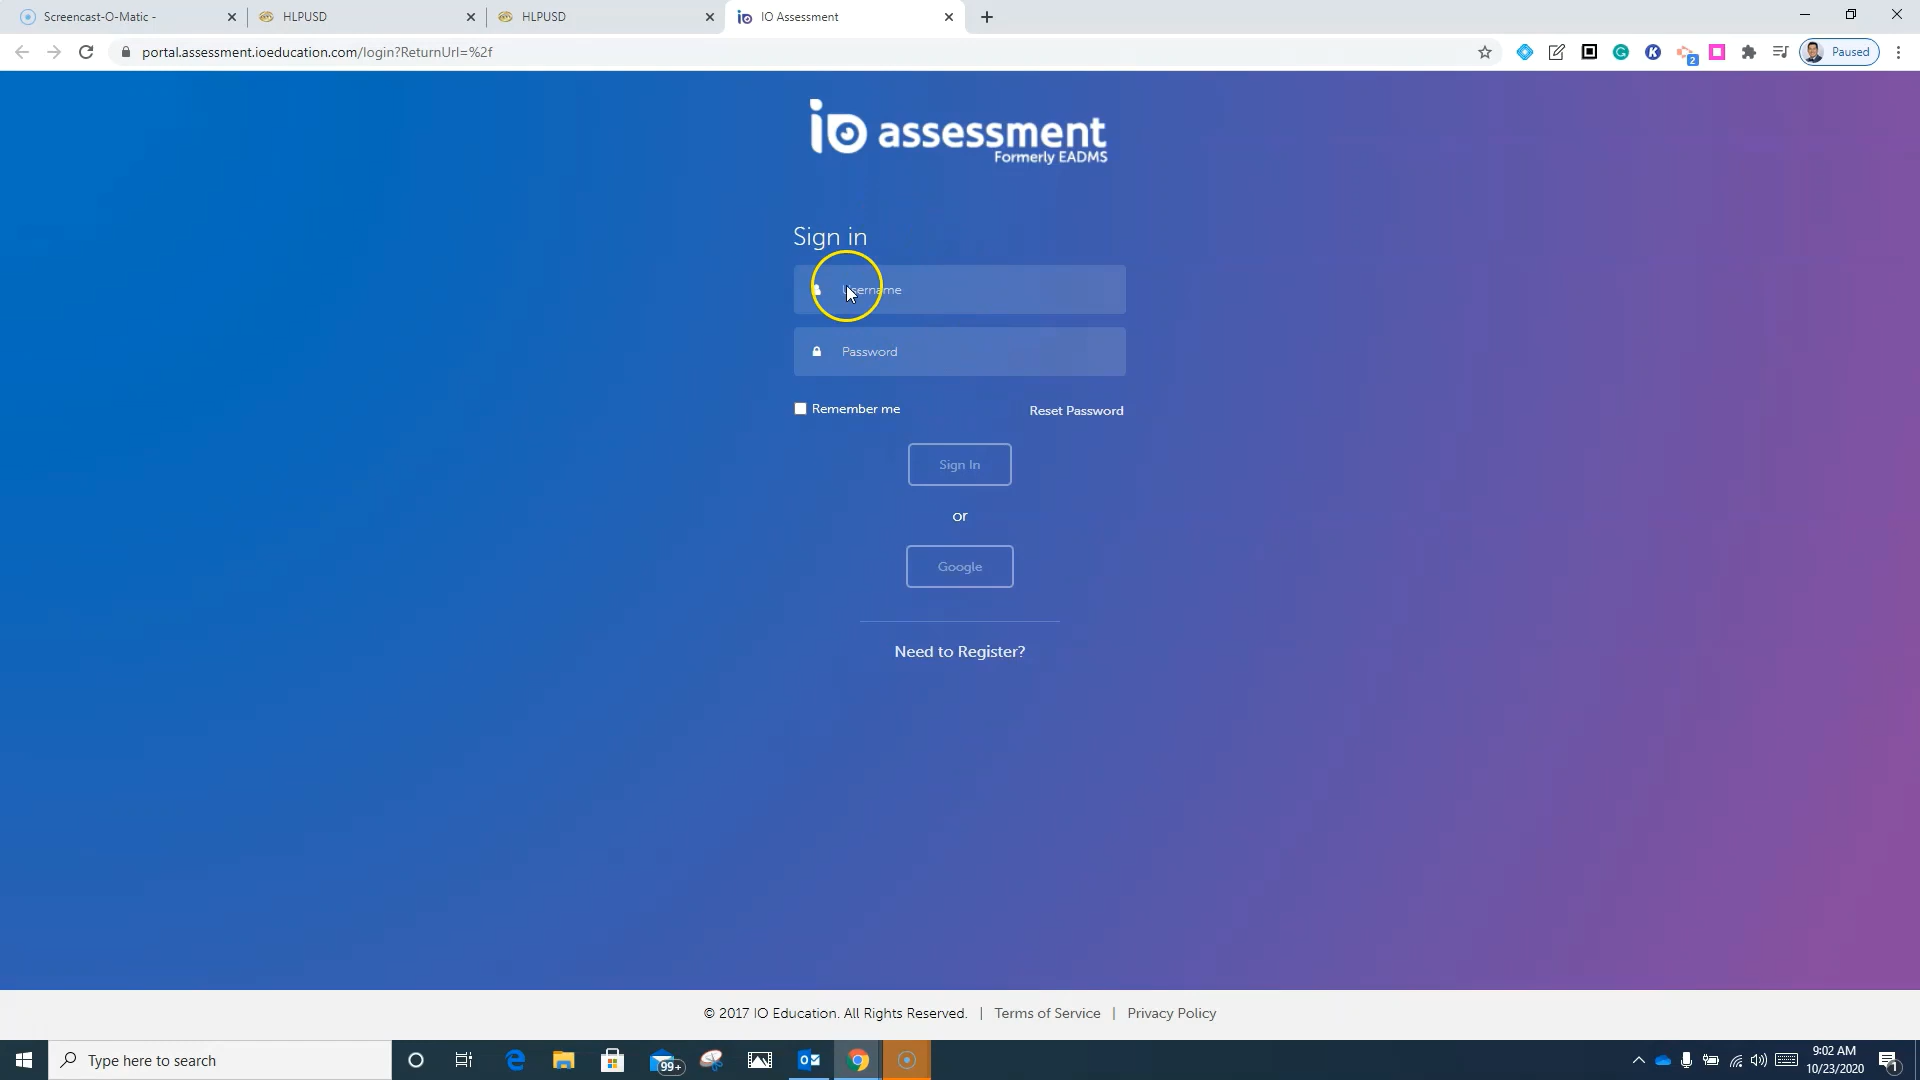 Screencast-O-Matic -
HLPUSD
HLPUSD
IO Assessment
portal.assessment.ioeducation.com/login?ReturnUrl=%2f
2
Paused
io assessment
Formerly EADMS
Sign in
Username
Password
Remember me
Reset Password
Sign In
or
Google
Need to Register?
© 2017 IO Education. All Rights Reserved. | Terms of Service | Privacy Policy
Type here to search
99+
9:02 AM
10/23/2020
1